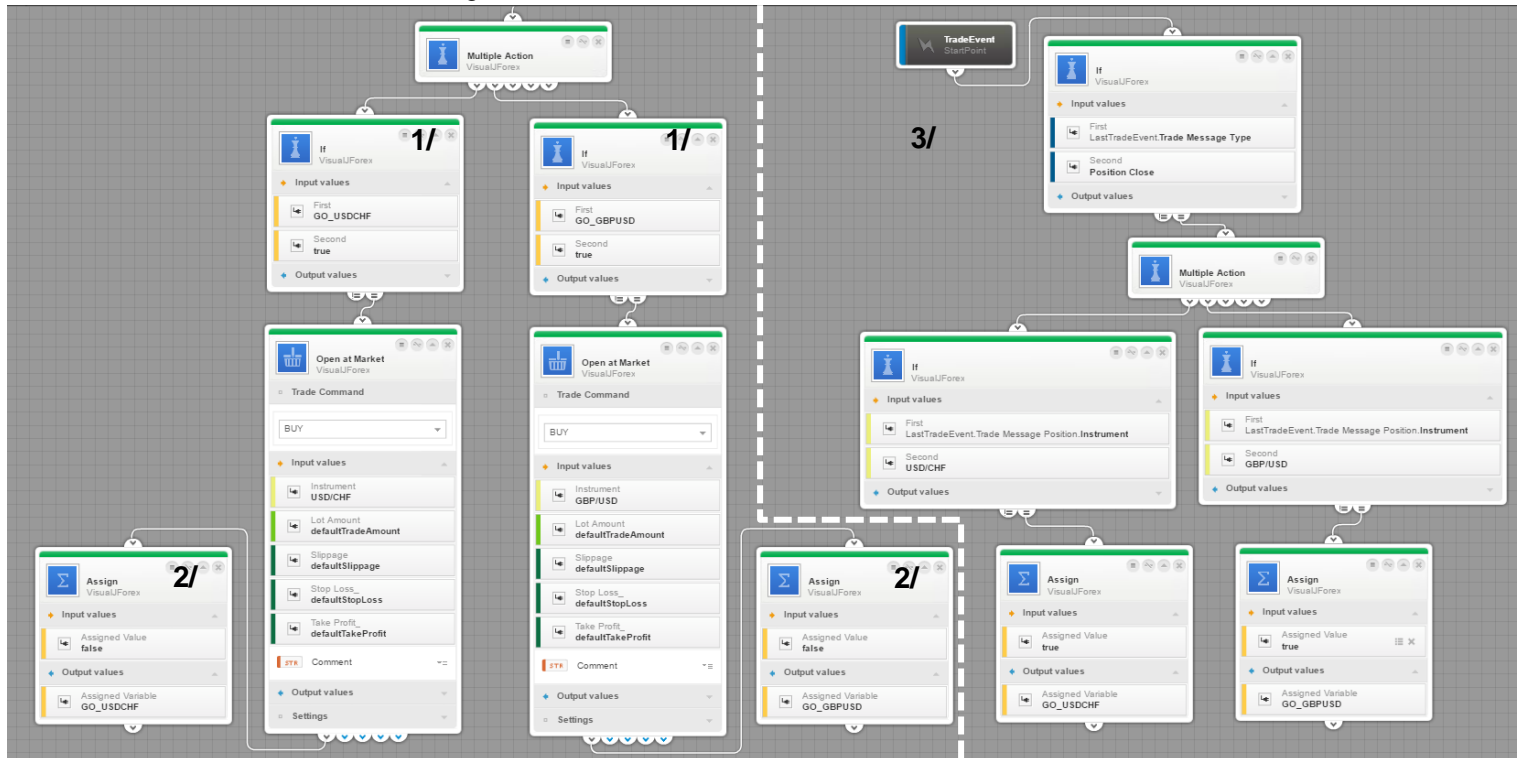 Multiple Action
VisualJForex
1/
If
VisualJForex
Input values
First
GO_USDCHF
Second
true
Output values
1/
If
VisualJForex
Input values
First
GO_GBPUSD
Second
true
Output values
Open at Market
VisualJForex
Trade Command
BUY
Input values
Instrument
USD/CHF
Lot Amount
defaultTradeAmount
Slippage
defaultSlippage
Stop Loss_
defaultStopLoss
Take Profit_
defaultTakeProfit
STR Comment
Output values
Settings
Open at Market
VisualJForex
Trade Command
BUY
Input values
Instrument
GBP/USD
Lot Amount
defaultTradeAmount
Slippage
defaultSlippage
Stop Loss_
defaultStopLoss
Take Profit_
defaultTakeProfit
STR Comment
Output values
Settings
2/
Assign
VisualJForex
Input values
Assigned Value
false
Output values
Assigned Variable
GO_USDCHF
2/
Assign
VisualJForex
Input values
Assigned Value
false
Output values
Assigned Variable
GO_GBPUSD
3/
TradeEvent
StartPoint
If
VisualJForex
Input values
First
LastTradeEvent.Trade Message Type
Second
Position Close
Output values
Multiple Action
VisualJForex
If
VisualJForex
Input values
First
LastTradeEvent.Trade Message Position.Instrument
Second
USD/CHF
Output values
If
VisualJForex
Input values
First
LastTradeEvent.Trade Message Position.Instrument
Second
GBP/USD
Output values
Assign
VisualJForex
Input values
Assigned Value
true
Output values
Assigned Variable
GO_USDCHF
Assign
VisualJForex
Input values
Assigned Value
true
Output values
Assigned Variable
GO_GBPUSD